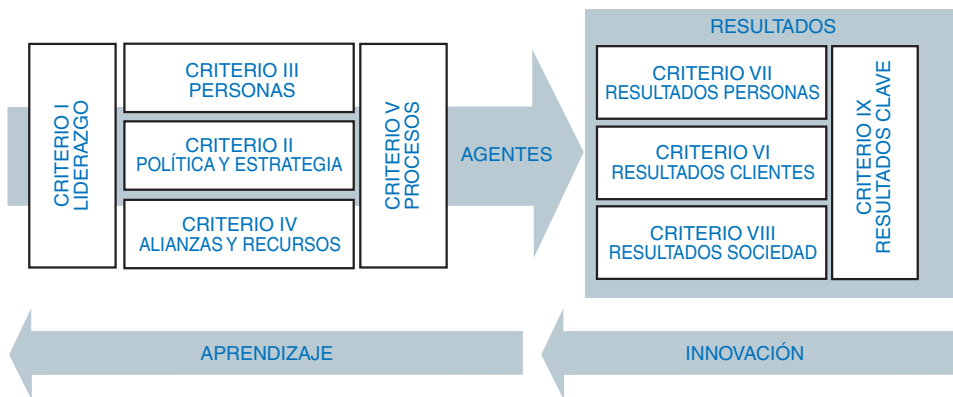 CRITERIO I
LIDERAZGO
CRITERIO III
PERSONAS
CRITERIO II
POLÍTICA Y ESTRATEGIA
CRITERIO IV
ALIANZAS Y RECURSOS
CRITERIO V
PROCESOS
AGENTES
RESULTADOS
CRITERIO VII
RESULTADOS PERSONAS
CRITERIO VI
RESULTADOS CLIENTES
CRITERIO VIII
RESULTADOS SOCIEDAD
CRITERIO IX
RESULTADOS CLAVE
APRENDIZAJE
INNOVACIÓN